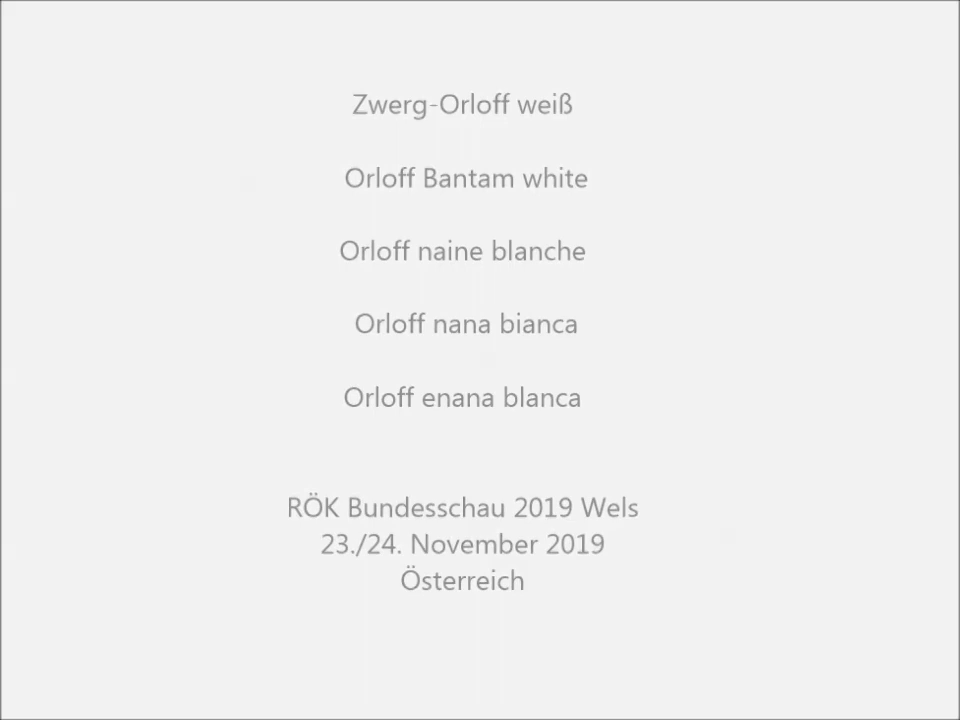 Zwerg-Orloff weiß
Orloff Bantam white
Orloff naine blanche
Orloff nana bianca
Orloff enana blanca
RÖK Bundesschau 2019 Wels
23./24. November 2019
Österreich